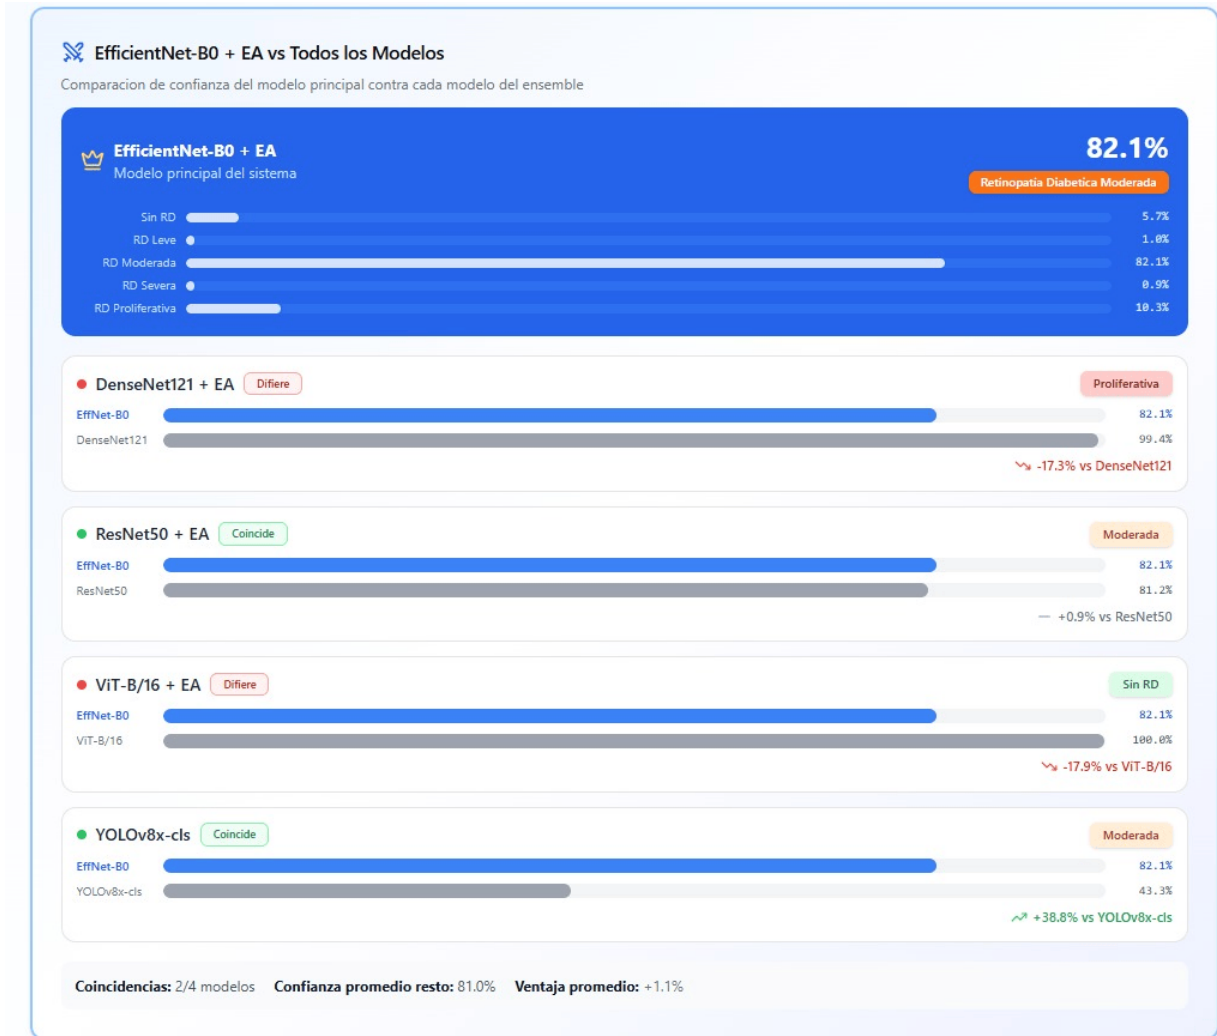 EfficientNet-B0 + EA vs Todos los Modelos
Comparacion de confianza del modelo principal contra cada modelo del ensemble
EfficientNet-B0 + EA
Modelo principal del sistema
82.1%
Retinopatia Diabetica Moderada
Sin RD 5.7%
RD Leve 1.0%
RD Moderada 82.1%
RD Severa 0.9%
RD Proliferativa 10.3%
DenseNet121 + EA Difiere Proliferativa
EffNet-B0 82.1%
DenseNet121 99.4%
-17.3% vs DenseNet121
ResNet50 + EA Coincide Moderada
EffNet-B0 82.1%
ResNet50 81.2%
+0.9% vs ResNet50
ViT-B/16 + EA Difiere Sin RD
EffNet-B0 82.1%
ViT-B/16 100.0%
-17.9% vs ViT-B/16
YOLOv8x-cls Coincide Moderada
EffNet-B0 82.1%
YOLOv8x-cls 43.3%
+38.8% vs YOLOv8x-cls
Coincidencias: 2/4 modelos Confianza promedio resto: 81.0% Ventaja promedio: +1.1%